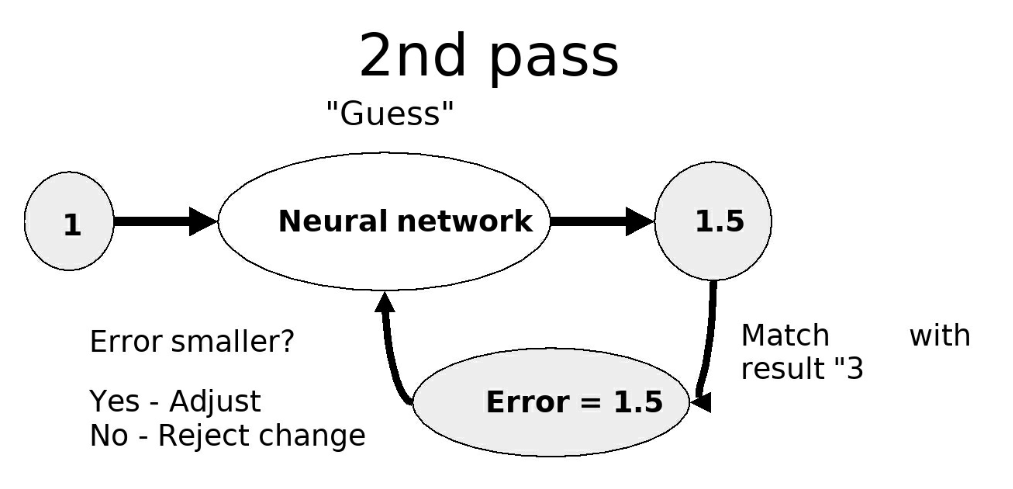 2nd pass
"Guess"
1
Neural network
1.5
Match with
result "3
Error smaller?
Error = 1.5
Yes - Adjust
No - Reject change